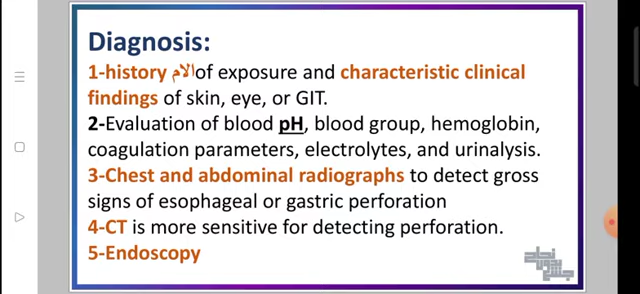 Diagnosis:
1-history الام of exposure and characteristic clinical
findings of skin, eye, or GIT.
2-Evaluation of blood pH, blood group, hemoglobin,
coagulation parameters, electrolytes, and urinalysis.
3-Chest and abdominal radiographs to detect gross
signs of esophageal or gastric perforation
4-CT is more sensitive for detecting perforation.
5-Endoscopy